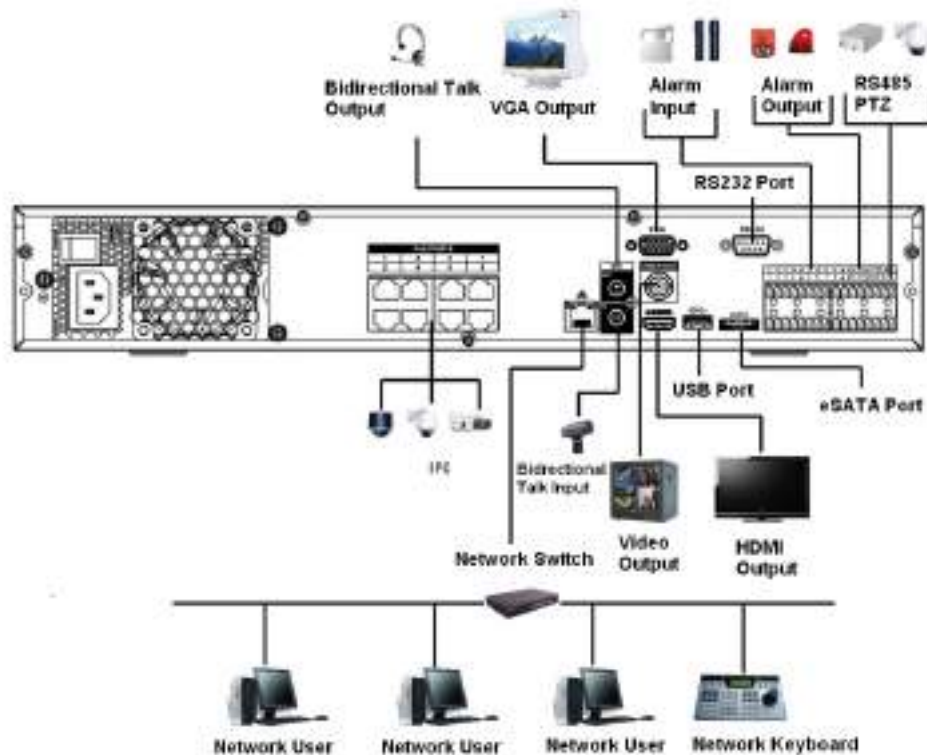 Bidirectional Talk
Output
VGA Output
Alarm
Input
Alarm
Output
RS485
PTZ
RS232 Port
USB Port
eSATA Port
Bidirectional
Talk Input
Video
Output
HDMI
Output
Network Switch
Network User
Network User
Network User
Network Keyboard